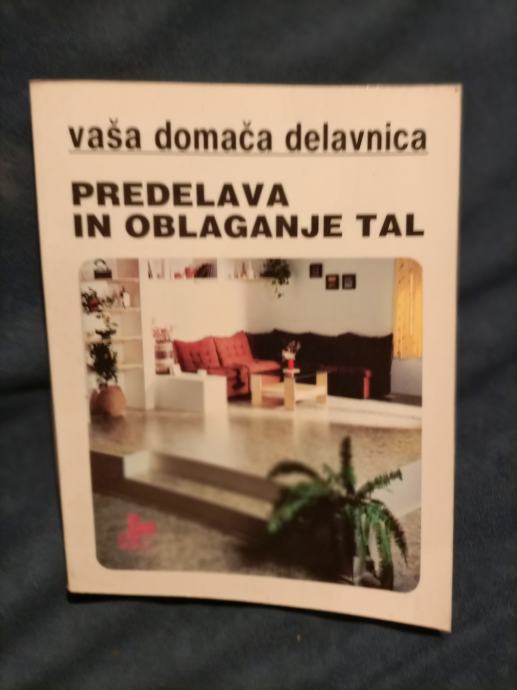 vaša domača delavnica
PREDELAVA
IN OBLAGANJE TAL